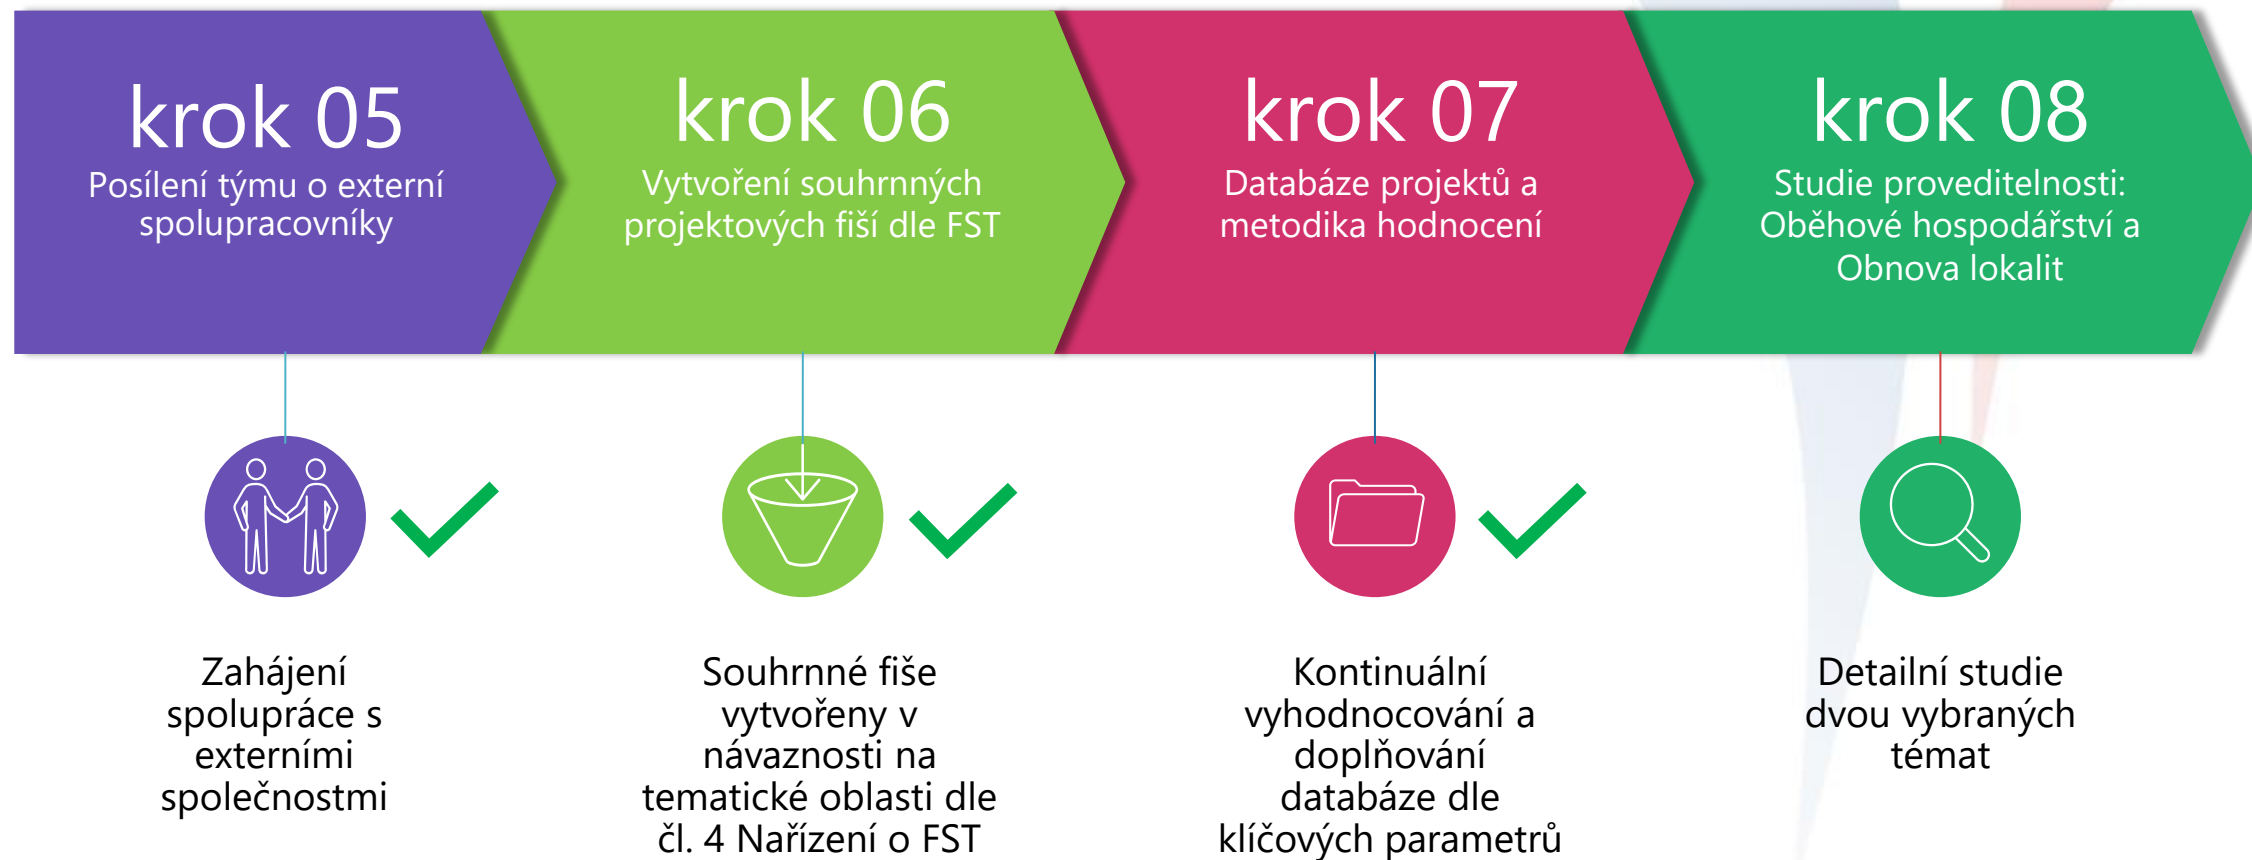 krok 05
Posílení týmu o externí
spolupracovníky
krok 06
Vytvoření souhrnných
projektových fiší dle FST
krok 07
Databáze projektů a
metodika hodnocení
krok 08
Studie proveditelnosti:
Oběhové hospodářství a
Obnova lokalit
Zahájení
spolupráce s
externími
společnostmi
Souhrnné fiše
vytvořeny v
návaznosti na
tematické oblasti dle
čl. 4 Nařízení o FST
Kontinuální
vyhodnocování a
doplňování
databáze dle
klíčových parametrů
Detailní studie
dvou vybraných
témat